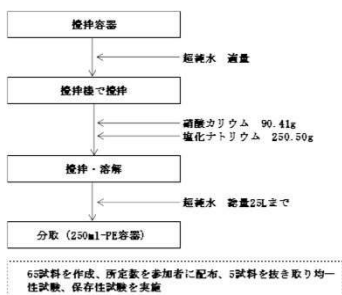 攪拌容器
超純水　適量
攪拌機で攪拌
硝酸カリウム　90.41g
塩化ナトリウム　250.50g
攪拌・溶解
超純水　総量25Lまで
分取（250ml-PE容器）
65試料を作成、所定数を参加者に配布、5試料を抜き取り均一
性試験、保存性試験を実施